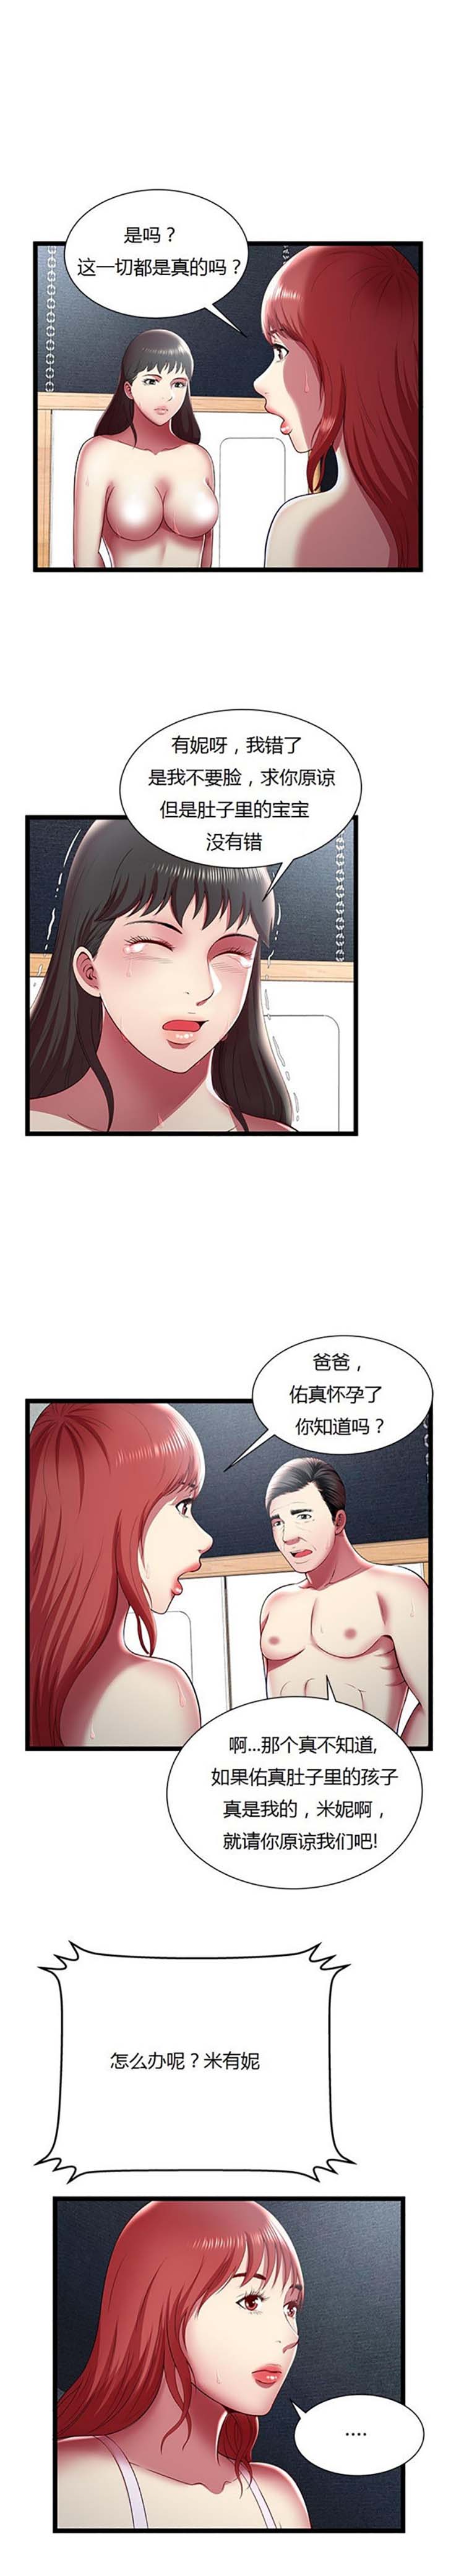 是吗？
这一切都是真的吗？
有妮呀，我错了
是我不要脸，求你原谅
但是肚子里的宝宝
没有错
爸爸，
佑真怀孕了
你知道吗？
啊...那个真不知道,
如果佑真肚子里的孩子
真是我的，米妮啊，
就请你原谅我们吧!
怎么办呢？米有妮
....